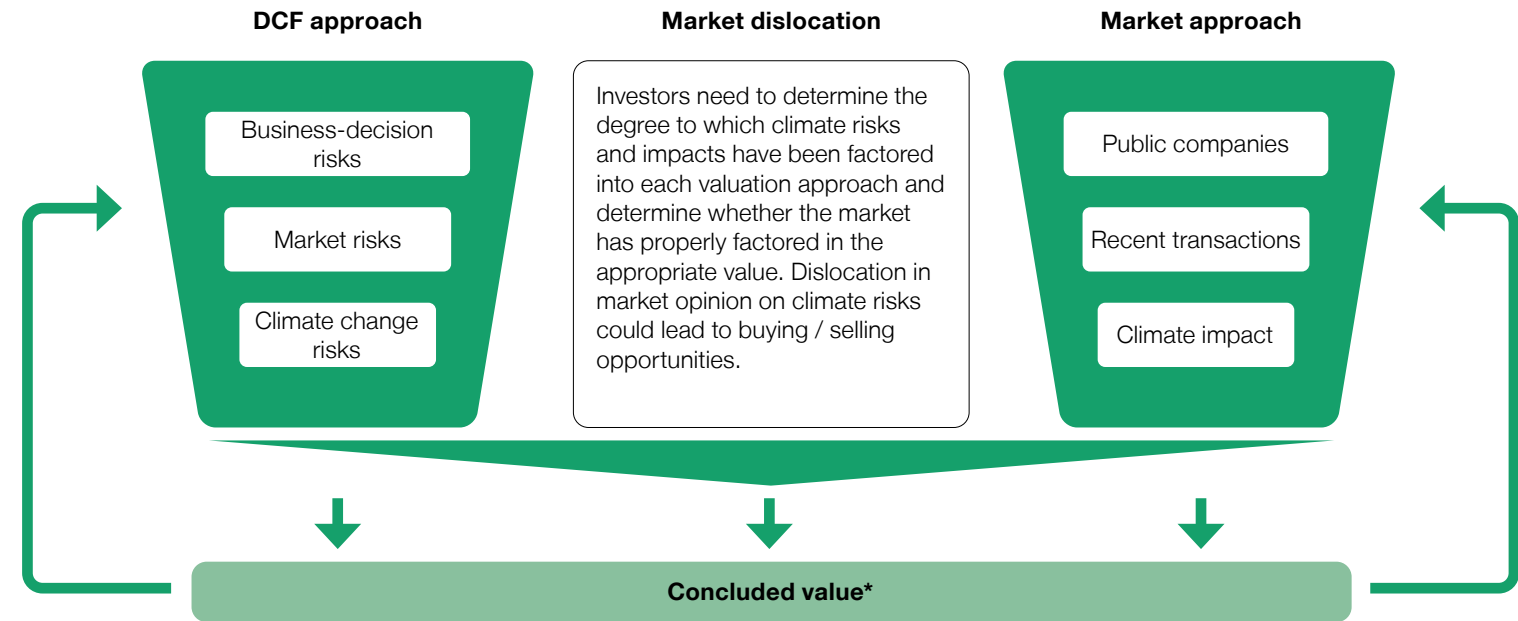 DCF approach
Business-decision
risks
Market risks
Climate change
risks
Market dislocation
Investors need to determine the
degree to which climate risks
and impacts have been factored
into each valuation approach and
determine whether the market
has properly factored in the
appropriate value. Dislocation in
market opinion on climate risks
could lead to buying / selling
opportunities.
Market approach
Public companies
Recent transactions
Climate impact
Concluded value*